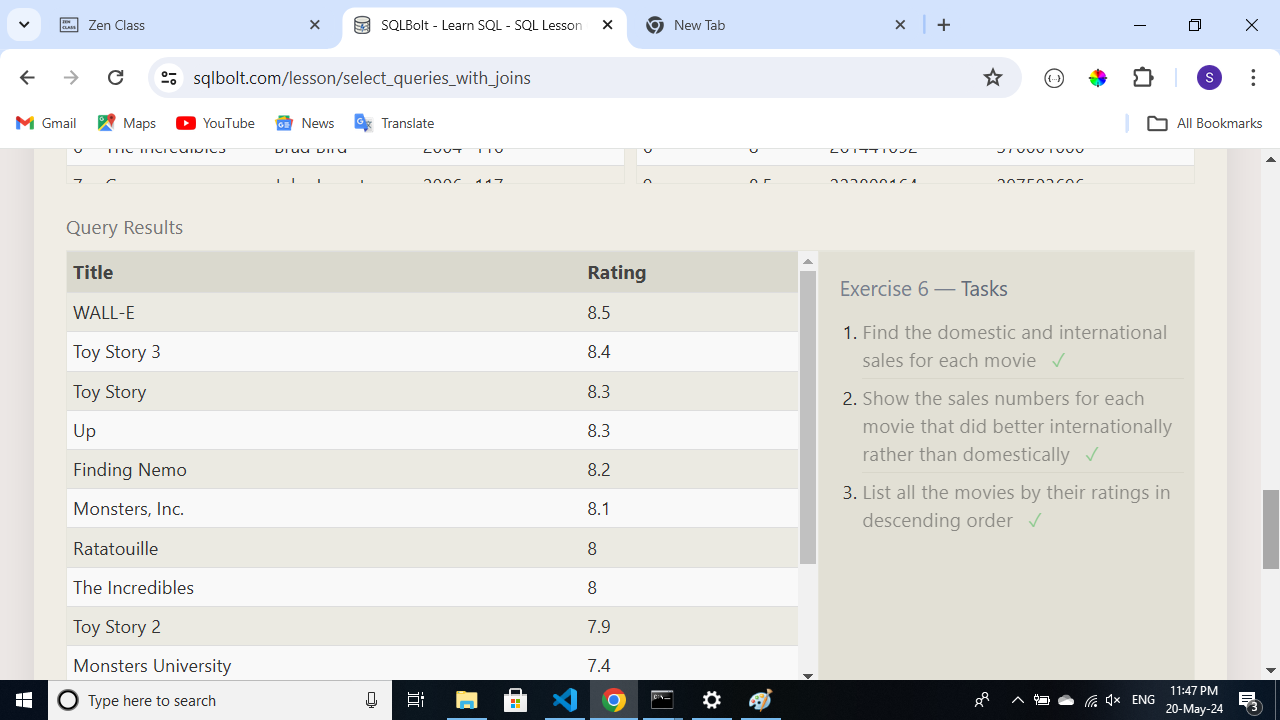 Zen Class
SQLBolt - Learn SQL - SQL Lesson
New Tab
sqlbolt.com/lesson/select_queries_with_joins
S
Gmail
Maps
YouTube
News
Translate
All Bookmarks
Query Results
Title Rating
WALL-E 8.5
Toy Story 3 8.4
Toy Story 8.3
Up 8.3
Finding Nemo 8.2
Monsters, Inc. 8.1
Ratatouille 8
The Incredibles 8
Toy Story 2 7.9
Monsters University 7.4
Exercise 6 — Tasks
1. Find the domestic and international
sales for each movie ✓
2. Show the sales numbers for each
movie that did better internationally
rather than domestically ✓
3. List all the movies by their ratings in
descending order ✓
Type here to search
ENG
11:47 PM
20-May-24
3